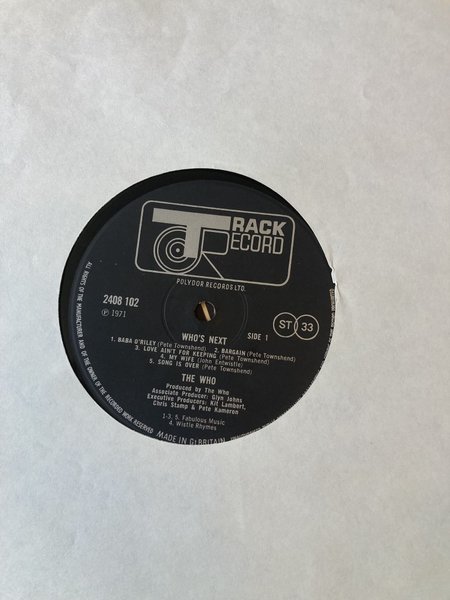 TRACK
RECORD
POLYDOR RECORDS LTD.
2408 102
℗ 1971
WHO'S NEXT
SIDE 1
ST 33
1. BABA O'RILEY (Pete Townshend) 2. BARGAIN (Pete Townshend)
3. LOVE AIN'T FOR KEEPING (Pete Townshend)
4. MY WIFE (John Entwistle)
5. SONG IS OVER (Pete Townshend)
THE WHO
Produced by The Who
Associate Producer: Glyn Johns
Executive Producers: Kit Lambert,
Chris Stamp & Pete Kameron
1-3, 5. Fabulous Music
4. Wistle Rhymes
ALL RIGHTS OF THE MANUFACTURER AND OF THE OWNER OF THE RECORDED WORK RESERVED
MADE IN GT. BRITAIN